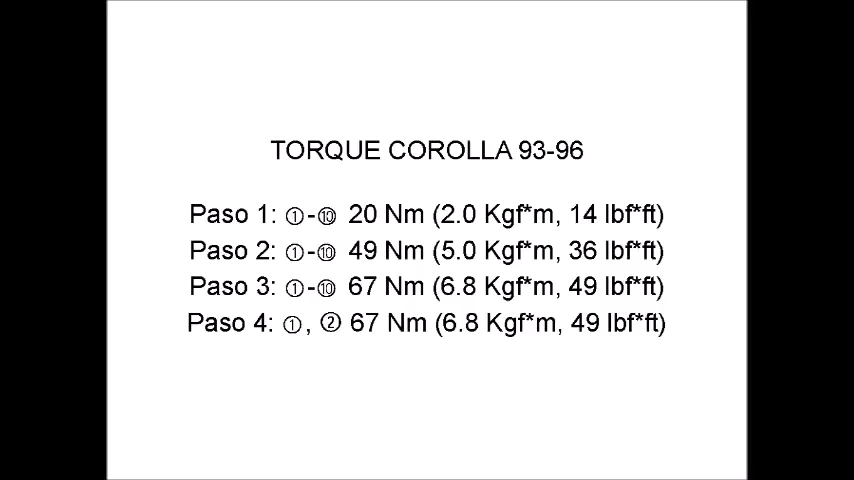 TORQUE COROLLA 93-96
Paso 1: ①-⑩ 20 Nm (2.0 Kgf*m, 14 lbf*ft)
Paso 2: ①-⑩ 49 Nm (5.0 Kgf*m, 36 lbf*ft)
Paso 3: ①-⑩ 67 Nm (6.8 Kgf*m, 49 lbf*ft)
Paso 4: ①, ② 67 Nm (6.8 Kgf*m, 49 lbf*ft)